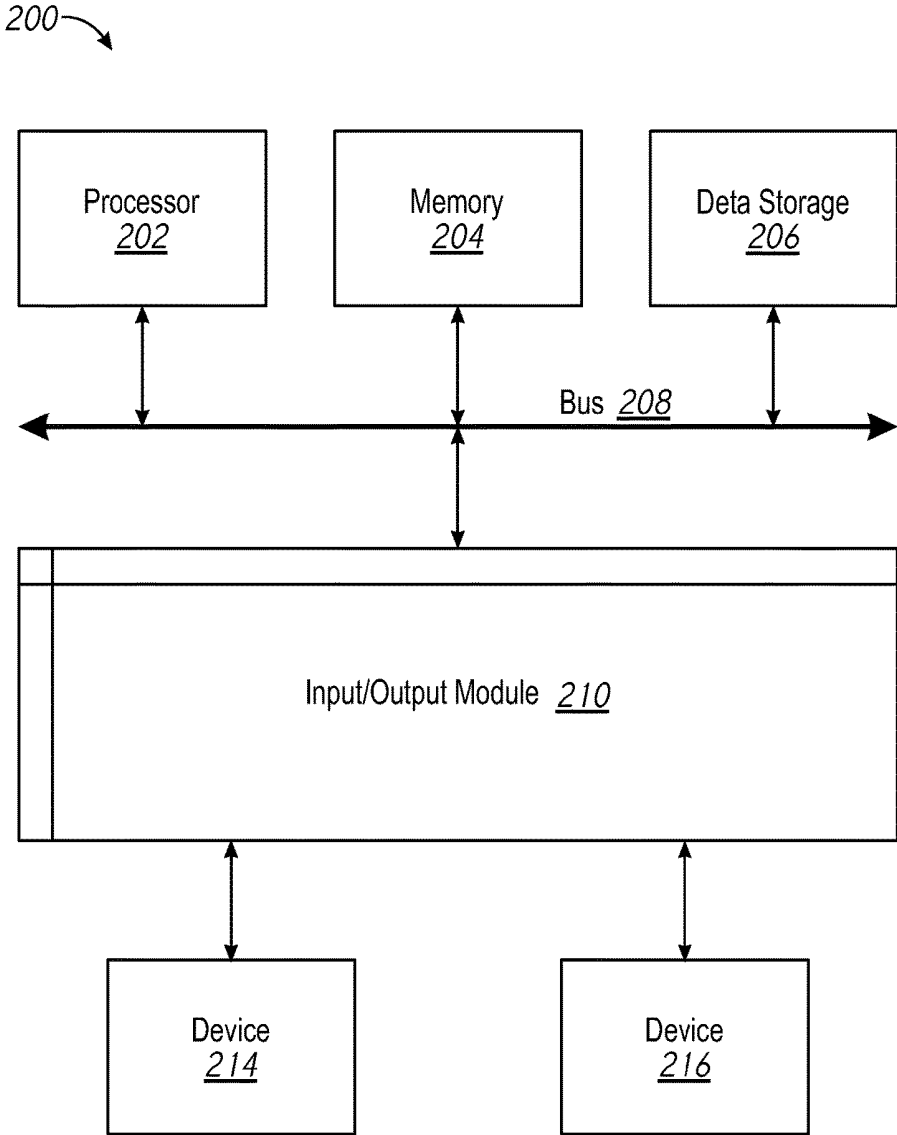 200
Processor
202
Memory
204
Deta Storage
206
Bus 208
Input/Output Module 210
Device
214
Device
216